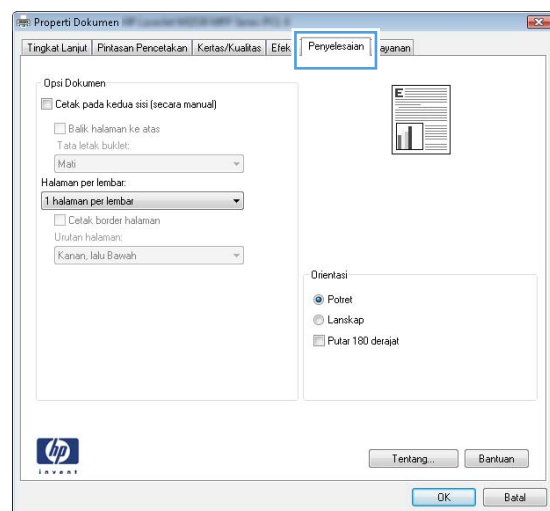 Properti Dokumen
Tingkat Lanjut Pintasan Pencetakan Kertas/Kualitas Efek Penyelesaian ayanan
Opsi Dokumen
Cetak pada kedua sisi (secara manual)
Balik halaman ke atas
Tata letak buklet:
Mati
Halaman per lembar:
1 halaman per lembar
Cetak border halaman
Urutan halaman:
Kanan, lalu Bawah
E
Orientasi
Potret
Lanskap
Putar 180 derajat
hp
invent
Tentang... Bantuan
OK Batal